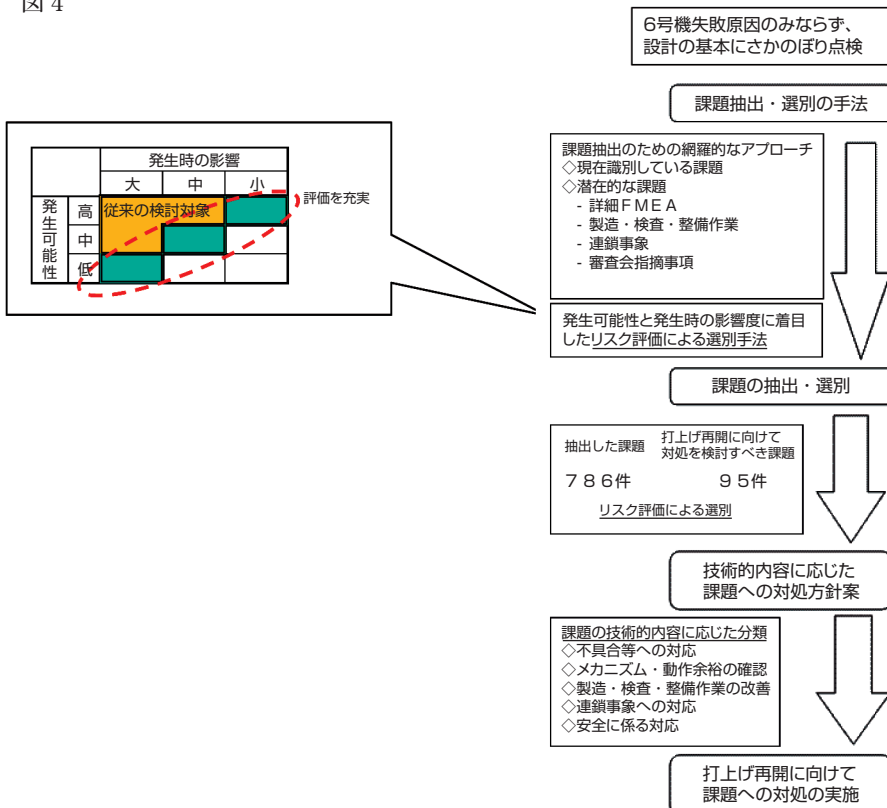 図 4
6号機失敗原因のみならず、
設計の基本にさかのぼり点検
課題抽出・選別の手法
課題抽出のための網羅的なアプローチ
◇現在識別している課題
◇潜在的な課題
- 詳細ＦＭＥＡ
- 製造・検査・整備作業
- 連鎖事象
- 審査会指摘事項
発生時の影響
大 中 小
発生可能性
高
中
低
従来の検討対象
評価を充実
発生可能性と発生時の影響度に着目
したリスク評価による選別手法
課題の抽出・選別
抽出した課題
打上げ再開に向けて
対処を検討すべき課題
７８６件 ９５件
リスク評価による選別
技術的内容に応じた
課題への対処方針案
課題の技術的内容に応じた分類
◇不具合等への対応
◇メカニズム・動作余裕の確認
◇製造・検査・整備作業の改善
◇連鎖事象への対応
◇安全に係る対応
打上げ再開に向けて
課題への対処の実施